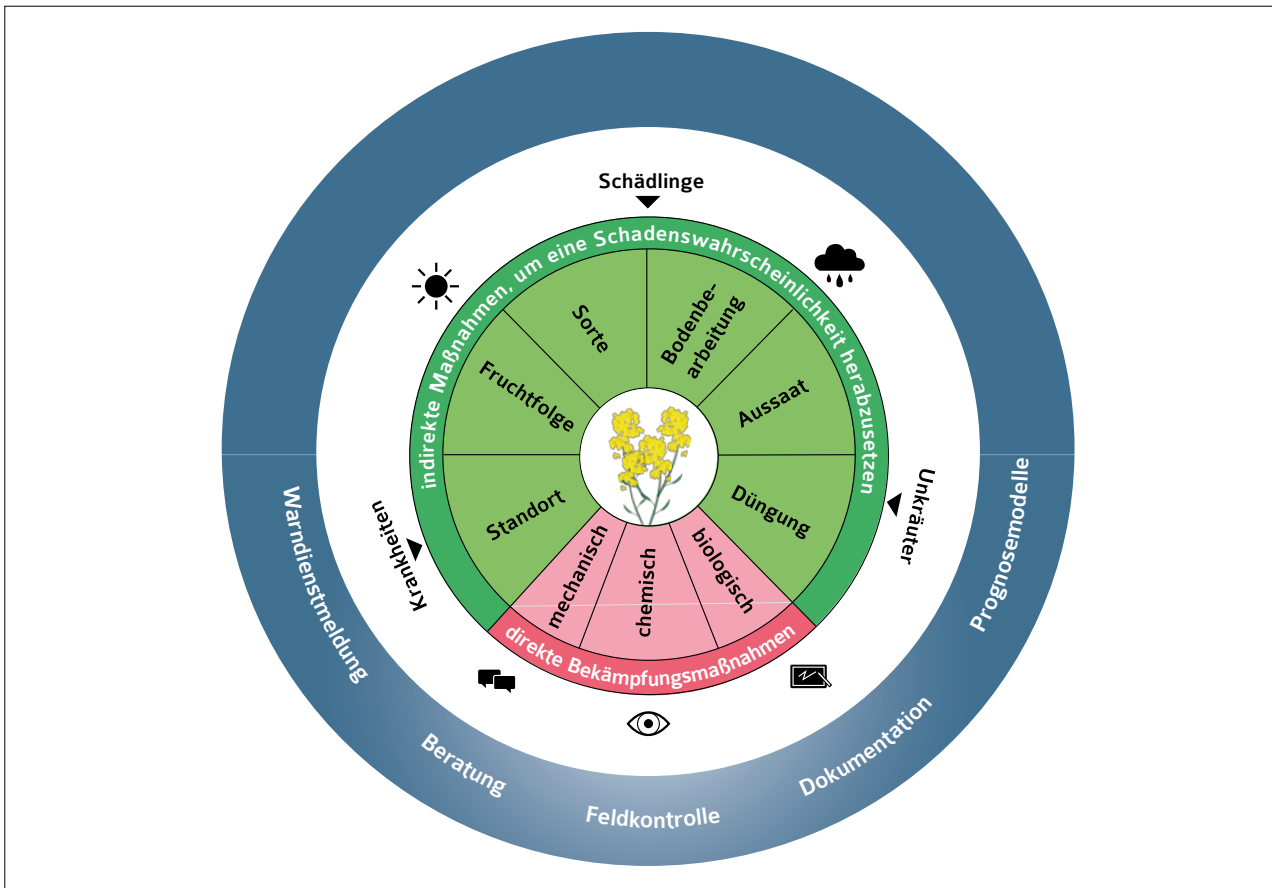 Schädlinge
indirekte Maßnahmen, um eine Schadenswahrscheinlichkeit herabzusetzen
Sorte
Bodenbe-
arbeitung
Fruchtfolge
Aussaat
Standort
Düngung
mechanisch
chemisch
biologisch
direkte Bekämpfungsmaßnahmen
Krankheiten
Unkräuter
Warndienstmeldung
Beratung
Feldkontrolle
Dokumentation
Prognosemodelle